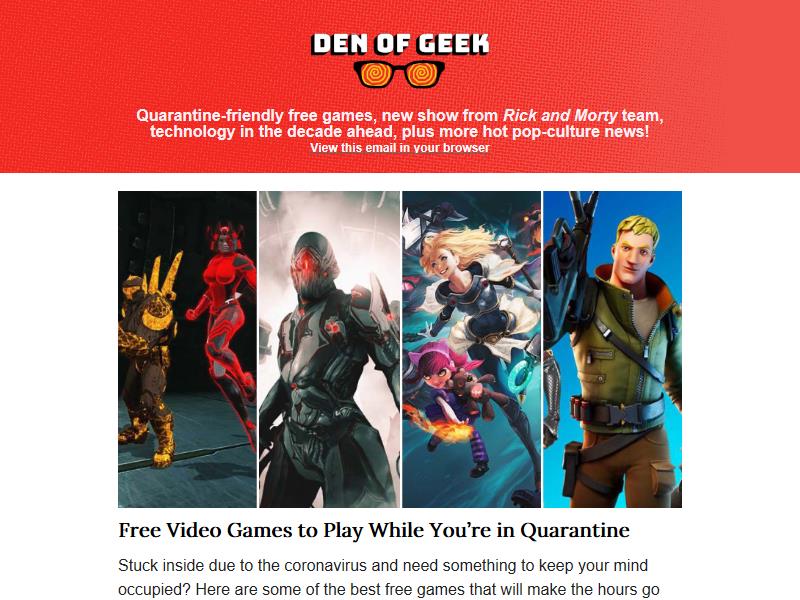 DEN OF GEEK
Quarantine-friendly free games, new show from Rick and Morty team,
technology in the decade ahead, plus more hot pop-culture news!
View this email in your browser
Free Video Games to Play While You’re in Quarantine
Stuck inside due to the coronavirus and need something to keep your mind
occupied? Here are some of the best free games that will make the hours go